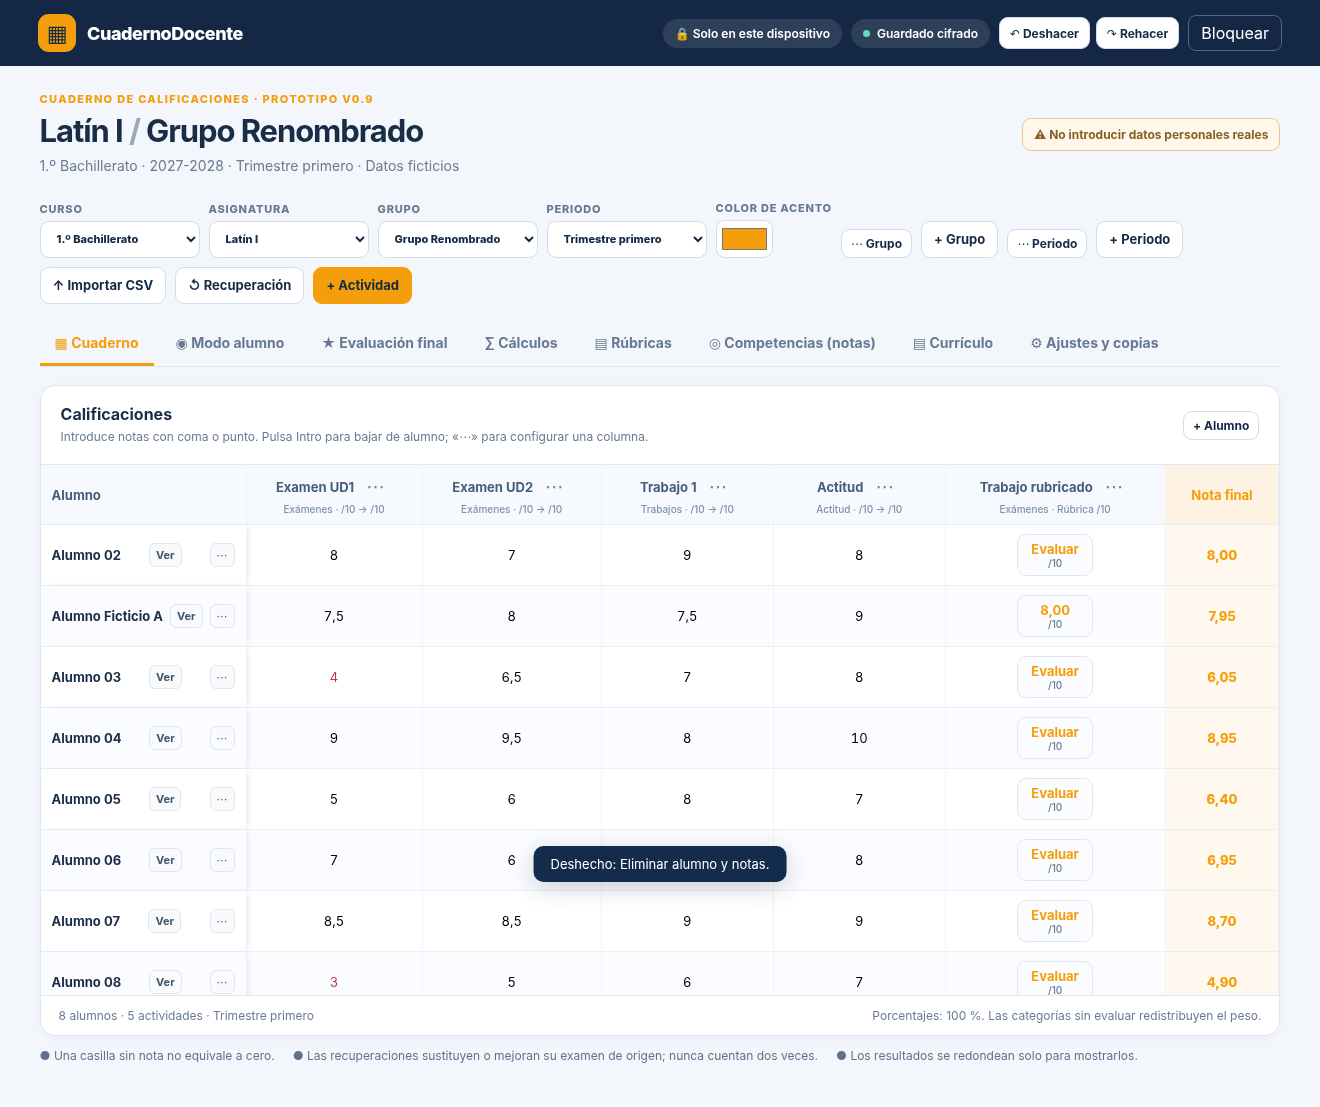 CuadernoDocente
🔒 Solo en este dispositivo
Guardado cifrado
↶ Deshacer
↷ Rehacer
Bloquear
CUADERNO DE CALIFICACIONES · PROTOTIPO V0.9
Latín I / Grupo Renombrado
⚠ No introducir datos personales reales
1.º Bachillerato · 2027-2028 · Trimestre primero · Datos ficticios
CURSO
ASIGNATURA
GRUPO
PERIODO
COLOR DE ACENTO
1.º Bachillerato
Latín I
Grupo Renombrado
Trimestre primero
··· Grupo
+ Grupo
··· Periodo
+ Periodo
↑ Importar CSV
↺ Recuperación
+ Actividad
▦ Cuaderno
◉ Modo alumno
★ Evaluación final
∑ Cálculos
▤ Rúbricas
◎ Competencias (notas)
▤ Currículo
⚙ Ajustes y copias
Calificaciones
Introduce notas con coma o punto. Pulsa Intro para bajar de alumno; «···» para configurar una columna.
+ Alumno
Alumno
Examen UD1 ···
Exámenes · /10 → /10
Examen UD2 ···
Exámenes · /10 → /10
Trabajo 1 ···
Trabajos · /10 → /10
Actitud ···
Actitud · /10 → /10
Trabajo rubricado ···
Exámenes · Rúbrica /10
Nota final
Alumno 02 Ver ··· 8 7 9 8 Evaluar /10 8,00
Alumno Ficticio A Ver ··· 7,5 8 7,5 9 8,00 /10 7,95
Alumno 03 Ver ··· 4 6,5 7 8 Evaluar /10 6,05
Alumno 04 Ver ··· 9 9,5 8 10 Evaluar /10 8,95
Alumno 05 Ver ··· 5 6 8 7 Evaluar /10 6,40
Alumno 06 Ver ··· 7 6 8 Evaluar /10 6,95
Deshecho: Eliminar alumno y notas.
Alumno 07 Ver ··· 8,5 8,5 9 9 Evaluar /10 8,70
Alumno 08 Ver ··· 3 5 6 7 Evaluar /10 4,90
8 alumnos · 5 actividades · Trimestre primero
Porcentajes: 100 %. Las categorías sin evaluar redistribuyen el peso.
● Una casilla sin nota no equivale a cero.
● Las recuperaciones sustituyen o mejoran su examen de origen; nunca cuentan dos veces.
● Los resultados se redondean solo para mostrarlos.